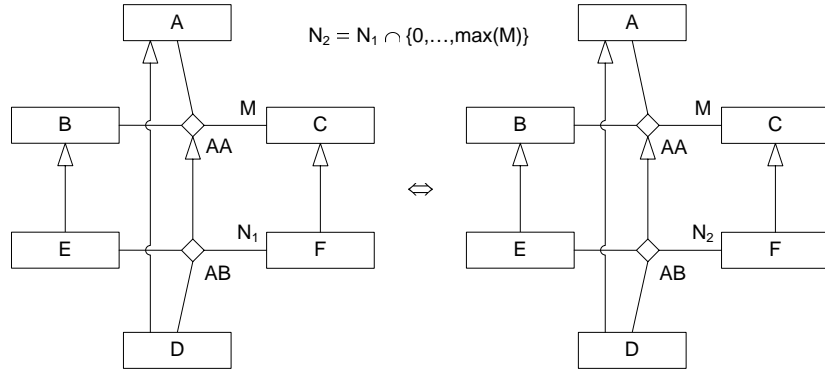 A
N₂ = N₁ ∩ {0,…,max(M)}
A
B
M
C
B
M
C
AA
AA
⇔
E
N₁
F
E
N₂
F
AB
AB
D
D